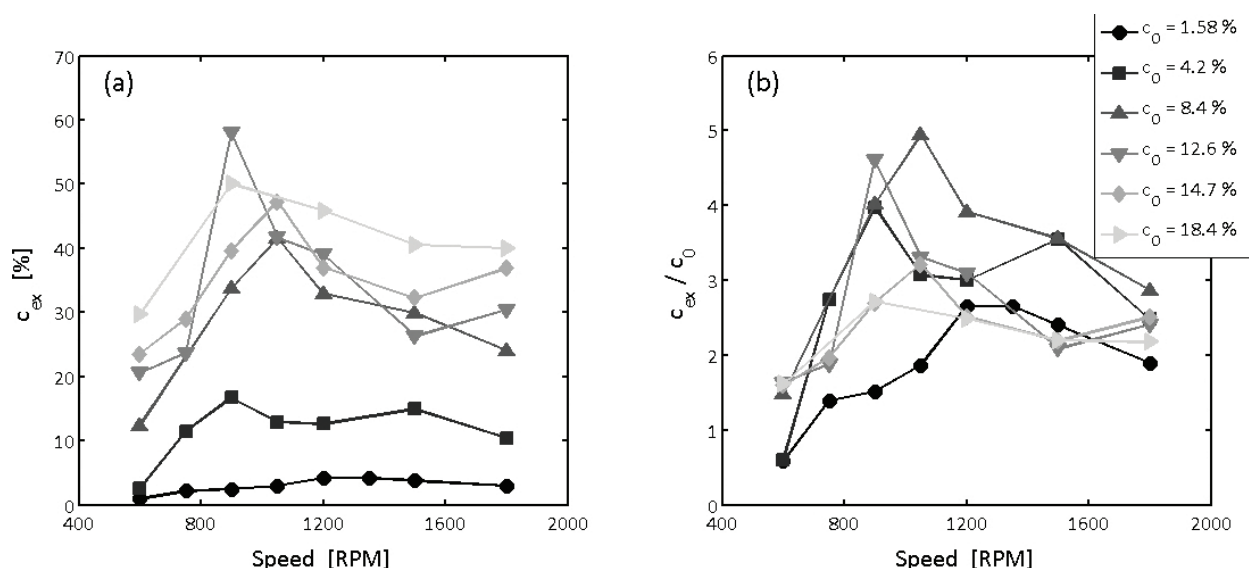 (a)
70
60
50
40
30
20
10
0
400 800 1200 1600 2000
c_ex [%]
Speed [RPM]
(b)
6
5
4
3
2
1
0
400 800 1200 1600 2000
c_ex / c_0
Speed [RPM]
c_0 = 1.58 %
c_0 = 4.2 %
c_0 = 8.4 %
c_0 = 12.6 %
c_0 = 14.7 %
c_0 = 18.4 %